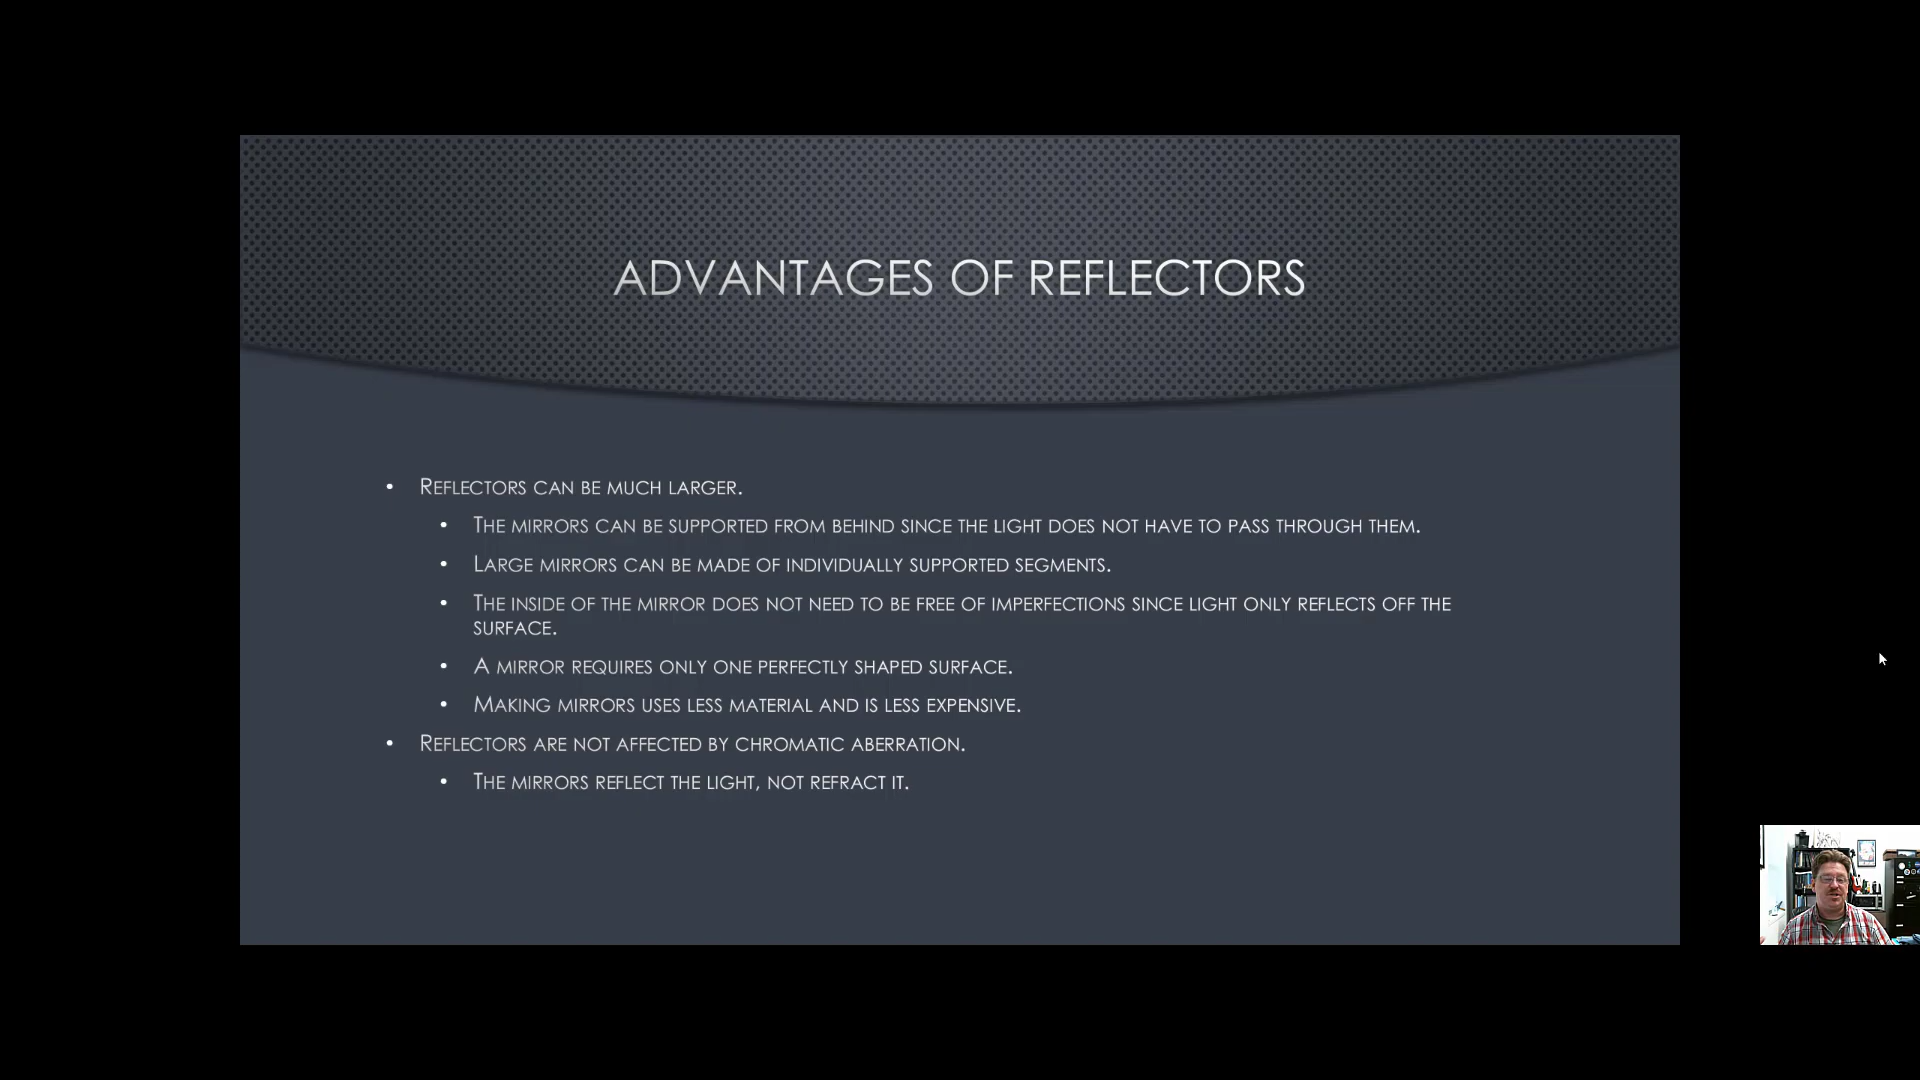 ADVANTAGES OF REFLECTORS
• REFLECTORS CAN BE MUCH LARGER.
• THE MIRRORS CAN BE SUPPORTED FROM BEHIND SINCE THE LIGHT DOES NOT HAVE TO PASS THROUGH THEM.
• LARGE MIRRORS CAN BE MADE OF INDIVIDUALLY SUPPORTED SEGMENTS.
• THE INSIDE OF THE MIRROR DOES NOT NEED TO BE FREE OF IMPERFECTIONS SINCE LIGHT ONLY REFLECTS OFF THE
SURFACE.
• A MIRROR REQUIRES ONLY ONE PERFECTLY SHAPED SURFACE.
• MAKING MIRRORS USES LESS MATERIAL AND IS LESS EXPENSIVE.
• REFLECTORS ARE NOT AFFECTED BY CHROMATIC ABERRATION.
• THE MIRRORS REFLECT THE LIGHT, NOT REFRACT IT.